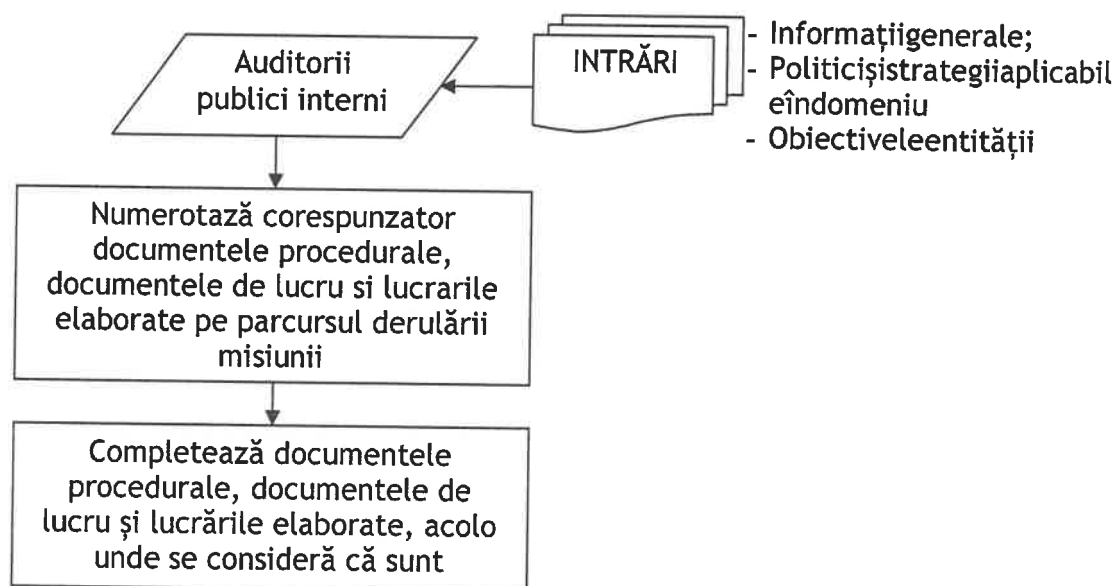 Auditorii
publici interni
INTRĂRI
- Informațiigenerale;
- Politicișistrategiiaplicabil
eîndomeniu
- Obiectiveleentității
Numerotază corespunzator
documentele procedurale,
documentele de lucru si lucrarile
elaborate pe parcursul derulării
misiunii
Completează documentele
procedurale, documentele de
lucru și lucrările elaborate, acolo
unde se consideră că sunt